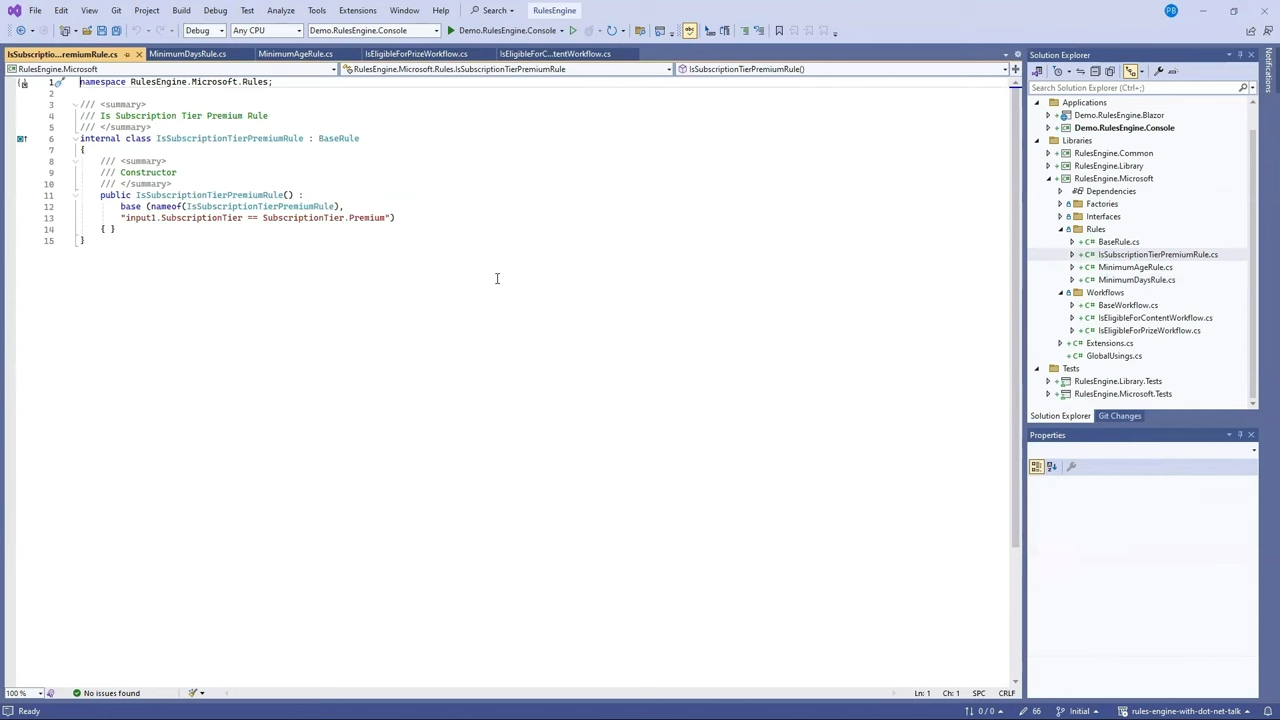 File Edit View Git Project Build Debug Test Analyze Tools Extensions Window Help Search RulesEngine PB
Debug Any CPU Demo.RulesEngine.Console Demo.RulesEngine.Console
IsSubscriptio...remiumRule.cs MinimumDaysRule.cs MinimumAgeRule.cs IsEligibleForPrizeWorkflow.cs IsEligibleForC...tentWorkflow.cs
RulesEngine.Microsoft RulesEngine.Microsoft.Rules.IsSubscriptionTierPremiumRule IsSubscriptionTierPremiumRule()
1 namespace RulesEngine.Microsoft.Rules;
2
3 /// <summary>
4 /// Is Subscription Tier Premium Rule
5 /// </summary>
6 internal class IsSubscriptionTierPremiumRule : BaseRule
7 {
8 /// <summary>
9 /// Constructor
10 /// </summary>
11 public IsSubscriptionTierPremiumRule() :
12 base (nameof(IsSubscriptionTierPremiumRule),
13 "input1.SubscriptionTier == SubscriptionTier.Premium")
14 { }
15 }
100 % No issues found Ln: 1 Ch: 1 SPC CRLF
Solution Explorer
Search Solution Explorer (Ctrl+;)
Applications
Demo.RulesEngine.Blazor
Demo.RulesEngine.Console
Libraries
RulesEngine.Common
RulesEngine.Library
RulesEngine.Microsoft
Dependencies
Factories
Interfaces
Rules
BaseRule.cs
IsSubscriptionTierPremiumRule.cs
MinimumAgeRule.cs
MinimumDaysRule.cs
Workflows
BaseWorkflow.cs
IsEligibleForContentWorkflow.cs
IsEligibleForPrizeWorkflow.cs
Extensions.cs
GlobalUsings.cs
Tests
RulesEngine.Library.Tests
RulesEngine.Microsoft.Tests
Solution Explorer Git Changes
Properties
Notifications
Ready 0 / 0 66 Initial rules-engine-with-dot-net-talk